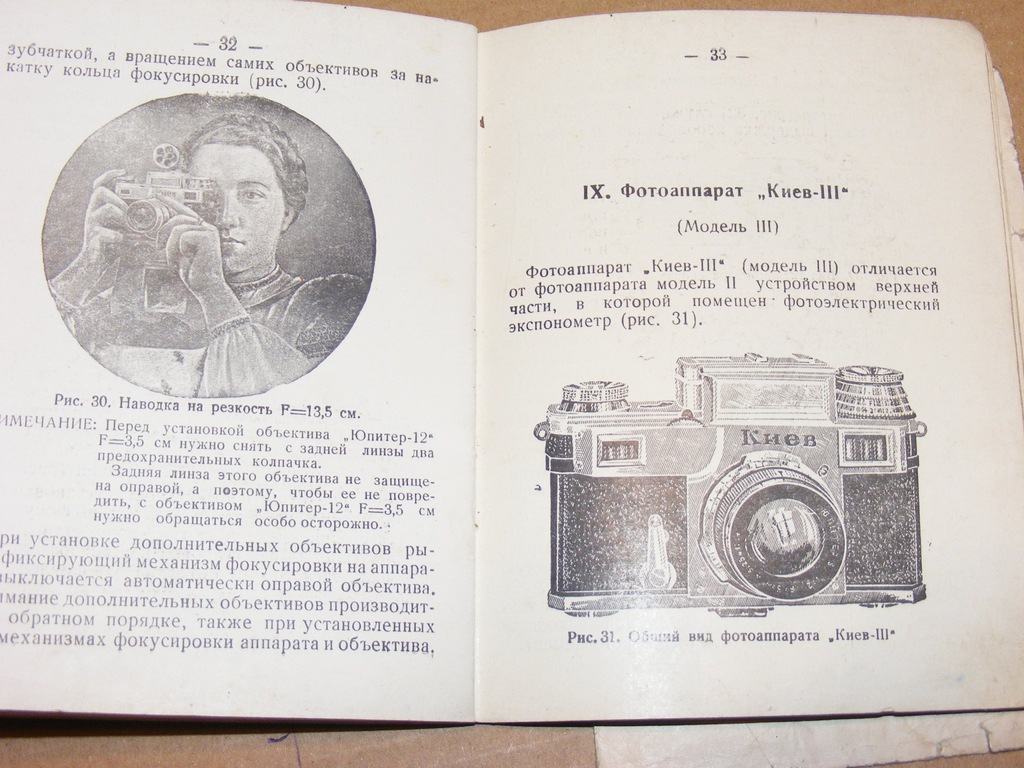 — 32 —
зубчаткой, а вращением самих объективов за на-
катку кольца фокусировки (рис. 30).
Рис. 30. Наводка на резкость F=13,5 см.
ИМЕЧАНИЕ: Перед установкой объектива „Юпитер-12“
F=3,5 см нужно снять с задней линзы два
предохранительных колпачка.
Задняя линза этого объектива не защище-
на оправой, а поэтому, чтобы ее не повре-
дить, с объективом „Юпитер-12“ F=3,5 см
нужно обращаться особо осторожно.
ри установке дополнительных объективов ры-
фиксирующий механизм фокусировки на аппара-
выключается автоматически оправой объектива.
имание дополнительных объективов производит-
обратном порядке, также при установленных
механизмах фокусировки аппарата и объектива.
— 33 —
IX. Фотоаппарат „Киев-III“
(Модель III)
Фотоаппарат „Киев-III“ (модель III) отличается
от фотоаппарата модель II устройством верхней
части, в которой помещен фотоэлектрический
экспонометр (рис. 31).
Киев
Рис. 31. Общий вид фотоаппарата „Киев-III“